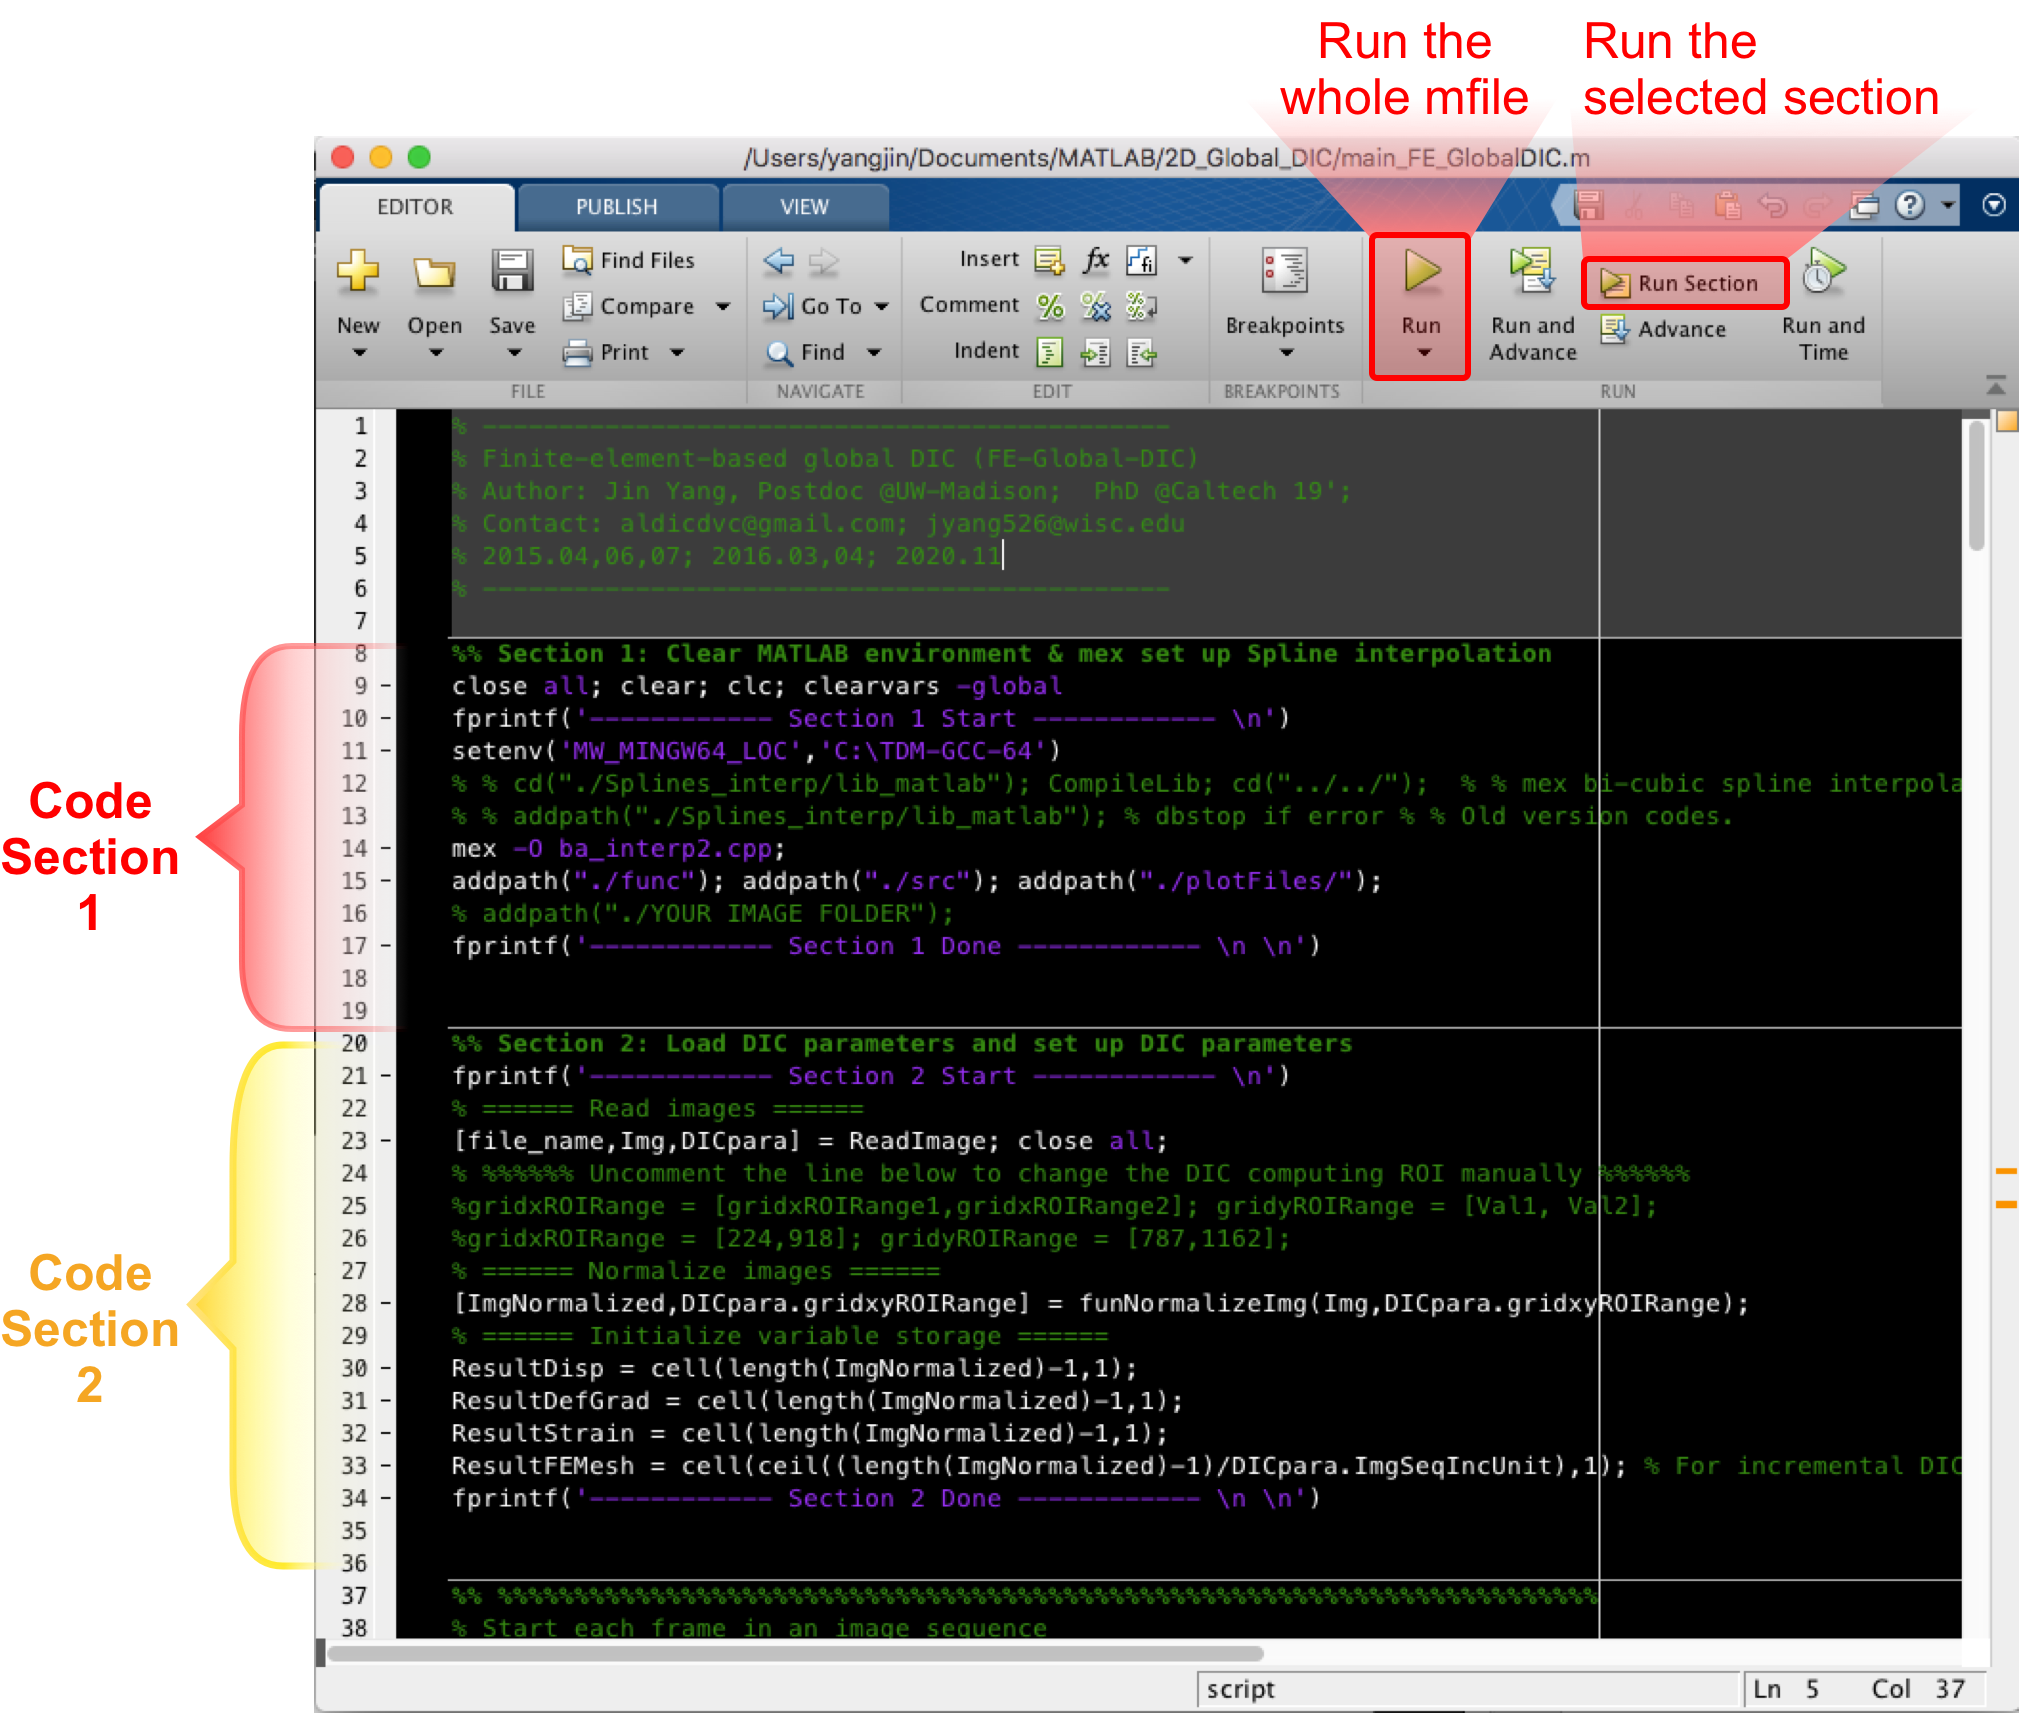 Run the
whole mfile
Run the
selected section
/Users/yangjin/Documents/MATLAB/2D_Global_DIC/main_FE_GlobalDIC.m
EDITOR PUBLISH VIEW
New Open Save Find Files Compare Print
FILE
Go To Find
NAVIGATE
Insert fx fi
Comment
Indent
EDIT
Breakpoints
BREAKPOINTS
Run Run and Advance Run Section Advance Run and Time
RUN
1 % ---------------------------------------------
2 % Finite-element-based global DIC (FE-Global-DIC)
3 % Author: Jin Yang, Postdoc @UW-Madison;  PhD @Caltech 19';
4 % Contact: aldicdvc@gmail.com; jyang526@wisc.edu
5 % 2015.04,06,07; 2016.03,04; 2020.11
6 % ---------------------------------------------
7
8 %% Section 1: Clear MATLAB environment & mex set up Spline interpolation
9 - close all; clear; clc; clearvars -global
10 - fprintf('------------ Section 1 Start ------------ \n')
11 - setenv('MW_MINGW64_LOC','C:\TDM-GCC-64')
12 % % cd("./Splines_interp/lib_matlab"); CompileLib; cd("../../");  % % mex bi-cubic spline interpola
13 % % addpath("./Splines_interp/lib_matlab"); % dbstop if error % % Old version codes.
14 - mex -O ba_interp2.cpp;
15 - addpath("./func"); addpath("./src"); addpath("./plotFiles/");
16 % addpath("./YOUR IMAGE FOLDER");
17 - fprintf('------------ Section 1 Done ------------ \n \n')
18
19
Code
Section
1
20 %% Section 2: Load DIC parameters and set up DIC parameters
21 - fprintf('------------ Section 2 Start ------------ \n')
22 % ====== Read images ======
23 - [file_name,Img,DICpara] = ReadImage; close all;
24 % %%%%%% Uncomment the line below to change the DIC computing ROI manually %%%%%%
25 %gridxROIRange = [gridxROIRange1,gridxROIRange2]; gridyROIRange = [Val1, Val2];
26 %gridxROIRange = [224,918]; gridyROIRange = [787,1162];
27 % ====== Normalize images ======
28 - [ImgNormalized,DICpara.gridxyROIRange] = funNormalizeImg(Img,DICpara.gridxyROIRange);
29 % ====== Initialize variable storage ======
30 - ResultDisp = cell(length(ImgNormalized)-1,1);
31 - ResultDefGrad = cell(length(ImgNormalized)-1,1);
32 - ResultStrain = cell(length(ImgNormalized)-1,1);
33 - ResultFEMesh = cell(ceil((length(ImgNormalized)-1)/DICpara.ImgSeqIncUnit),1); % For incremental DIC
34 - fprintf('------------ Section 2 Done ------------ \n \n')
35
36
Code
Section
2
37 %% %%%%%%%%%%%%%%%%%%%%%%%%%%%%%%%%%%%%%%%%%%%%%%%%%%%%%%%%%%%%%%%%%%%%%%%%
38 % Start each frame in an image sequence
script Ln 5 Col 37